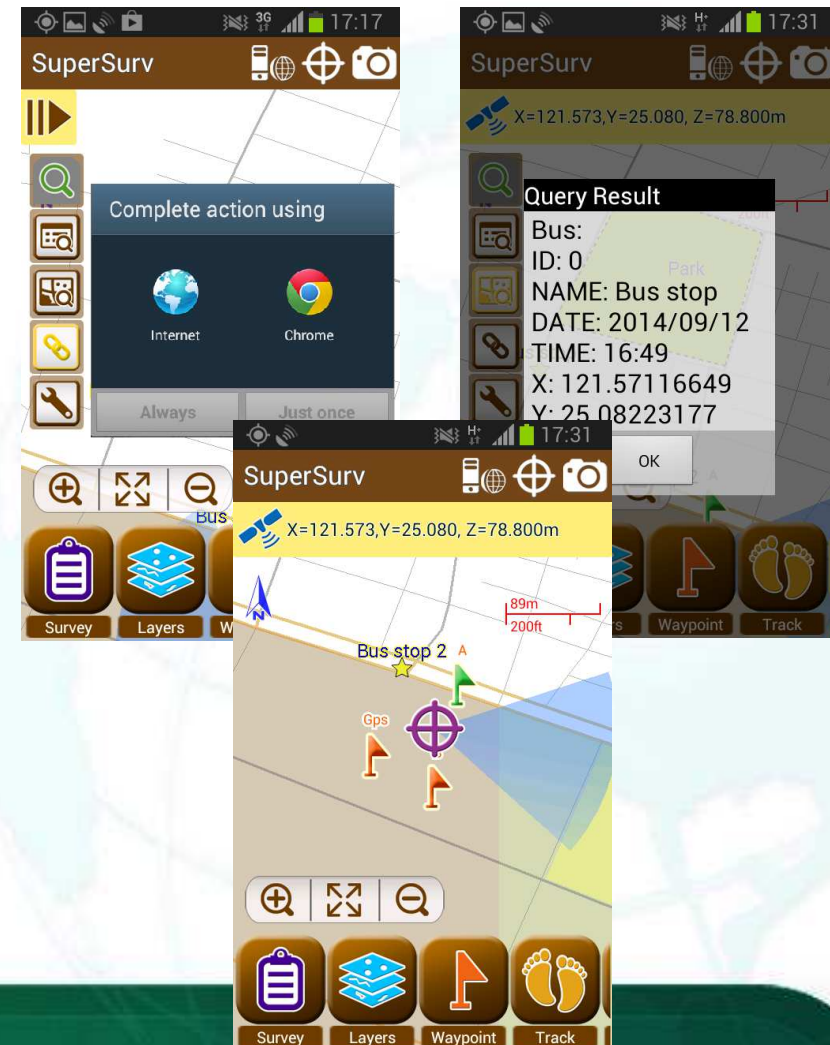 3G 17:17
SuperSurv
Complete action using
Internet Chrome
Always Just once
Bus
Survey Layers W
H+ 17:31
SuperSurv
X=121.573,Y=25.080, Z=78.800m
200ft
Park
Query Result
Bus:
ID: 0
NAME: Bus stop
DATE: 2014/09/12
TIME: 16:49
X: 121.57116649
Y: 25.08223177
OK
A
s Waypoint Track
H+ 17:31
SuperSurv
X=121.573,Y=25.080, Z=78.800m
N
89m
200ft
Bus stop 2 A
Gps
Survey Layers Waypoint Track